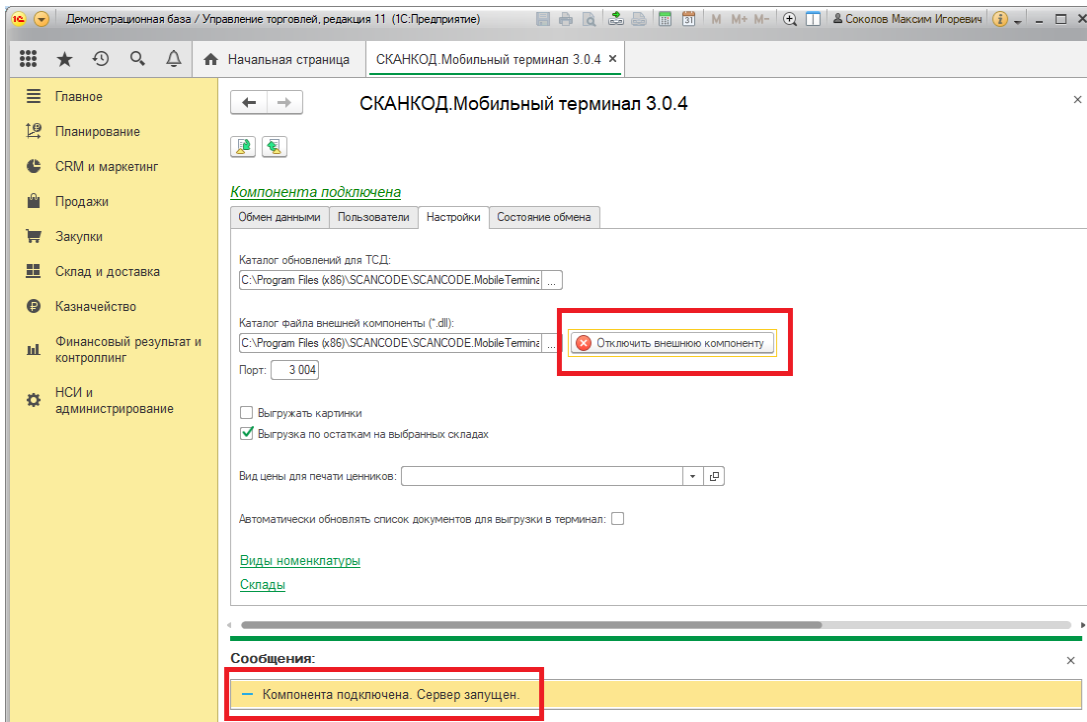 Демонстрационная база / Управление торговлей, редакция 11 (1С:Предприятие)
M M+ M-
Соколов Максим Игоревич
Начальная страница
СКАНКОД.Мобильный терминал 3.0.4
Главное
Планирование
CRM и маркетинг
Продажи
Закупки
Склад и доставка
Казначейство
Финансовый результат и
контроллинг
НСИ и
администрирование
СКАНКОД.Мобильный терминал 3.0.4
Компонента подключена
Обмен данными
Пользователи
Настройки
Состояние обмена
Каталог обновлений для ТСД:
C:\Program Files (x86)\SCANCODE\SCANCODE.MobileTermina ...
Каталог файла внешней компоненты (*.dll):
C:\Program Files (x86)\SCANCODE\SCANCODE.MobileTermina ...
Отключить внешнюю компоненту
Порт: 3 004
Выгружать картинки
Выгрузка по остаткам на выбранных складах
Вид цены для печати ценников:
Автоматически обновлять список документов для выгрузки в терминал:
Виды номенклатуры
Склады
Сообщения:
Компонента подключена. Сервер запущен.